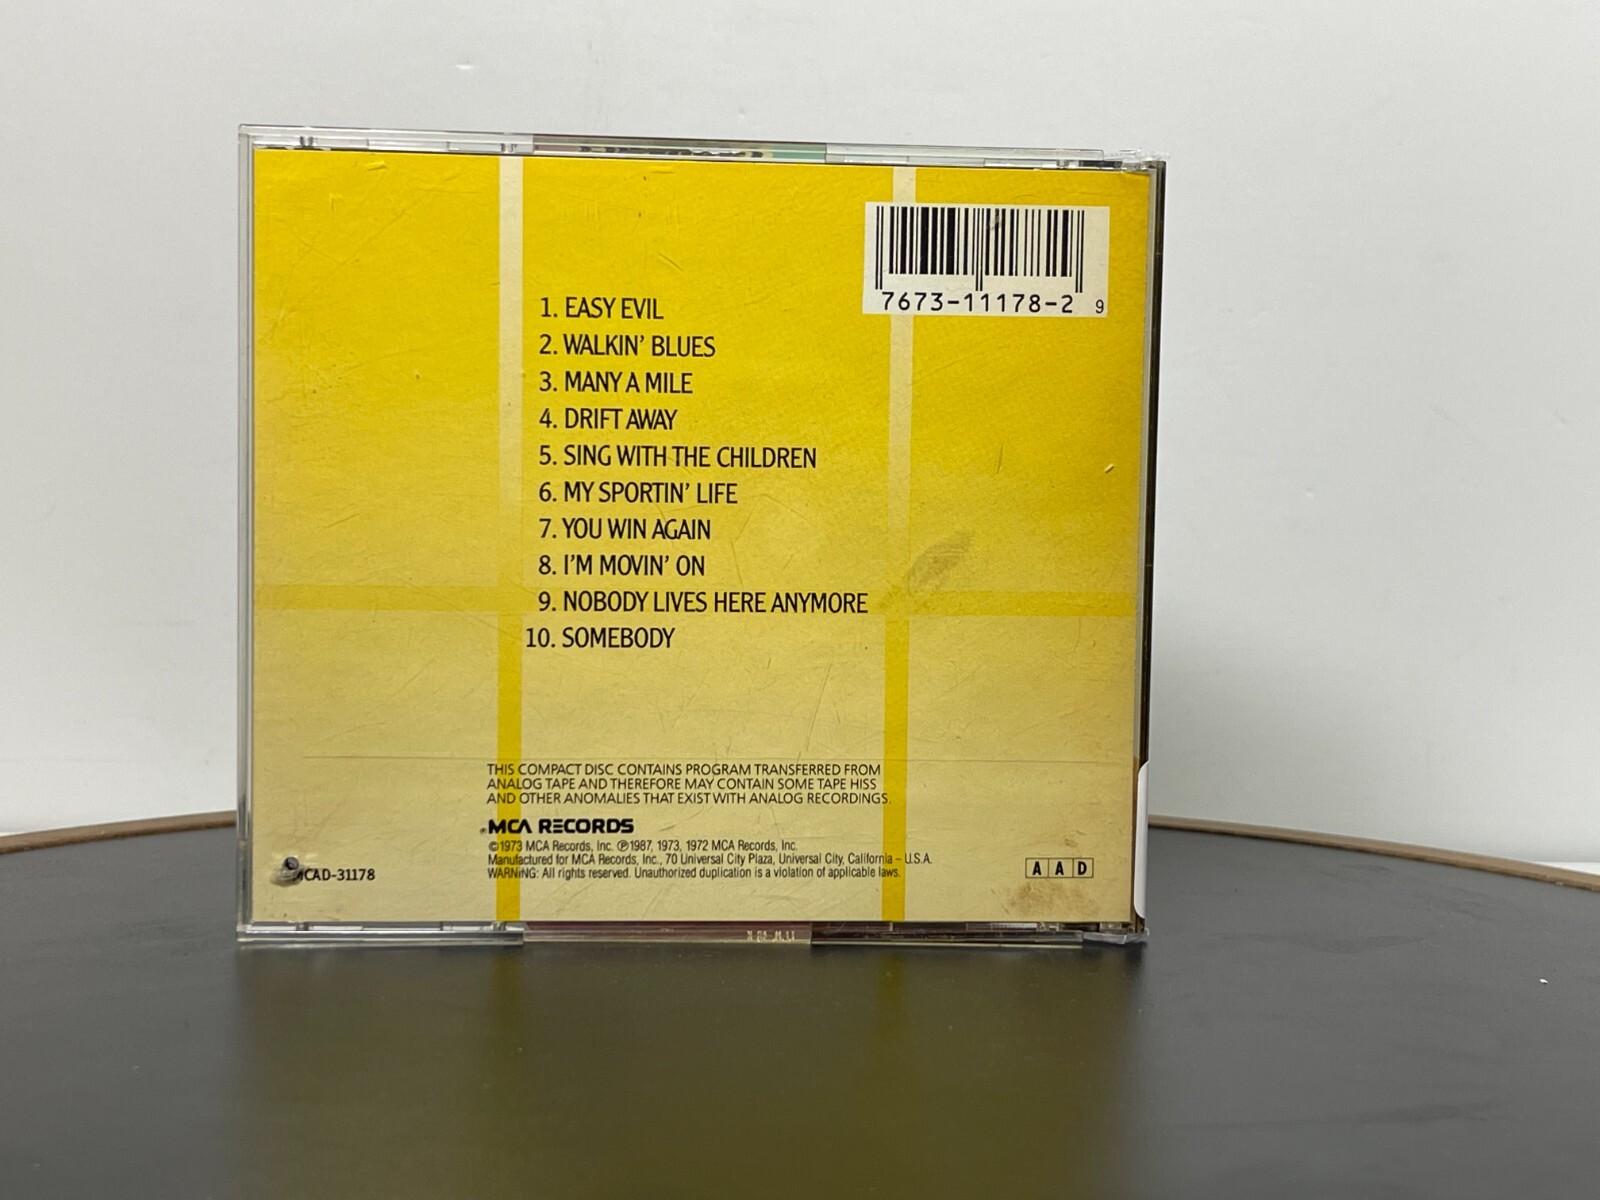 7673-11178-2 9
1. EASY EVIL
2. WALKIN' BLUES
3. MANY A MILE
4. DRIFT AWAY
5. SING WITH THE CHILDREN
6. MY SPORTIN' LIFE
7. YOU WIN AGAIN
8. I'M MOVIN' ON
9. NOBODY LIVES HERE ANYMORE
10. SOMEBODY
THIS COMPACT DISC CONTAINS PROGRAM TRANSFERRED FROM
ANALOG TAPE AND THEREFORE MAY CONTAIN SOME TAPE HISS
AND OTHER ANOMALIES THAT EXIST WITH ANALOG RECORDINGS.
MCA RECORDS
©1973 MCA Records, Inc. ℗1987, 1973, 1972 MCA Records, Inc.
Manufactured for MCA Records, Inc., 70 Universal City Plaza, Universal City, California – U.S.A.
WARNING: All rights reserved. Unauthorized duplication is a violation of applicable laws.
MCAD-31178
A A D